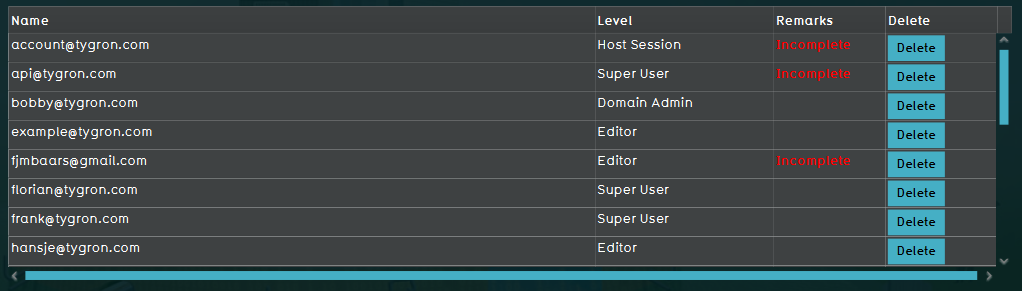 Name Level Remarks Delete
account@tygron.com Host Session Incomplete Delete
api@tygron.com Super User Incomplete Delete
bobby@tygron.com Domain Admin Delete
example@tygron.com Editor Delete
fjmbaars@gmail.com Editor Incomplete Delete
florian@tygron.com Super User Delete
frank@tygron.com Super User Delete
hansje@tygron.com Editor Delete